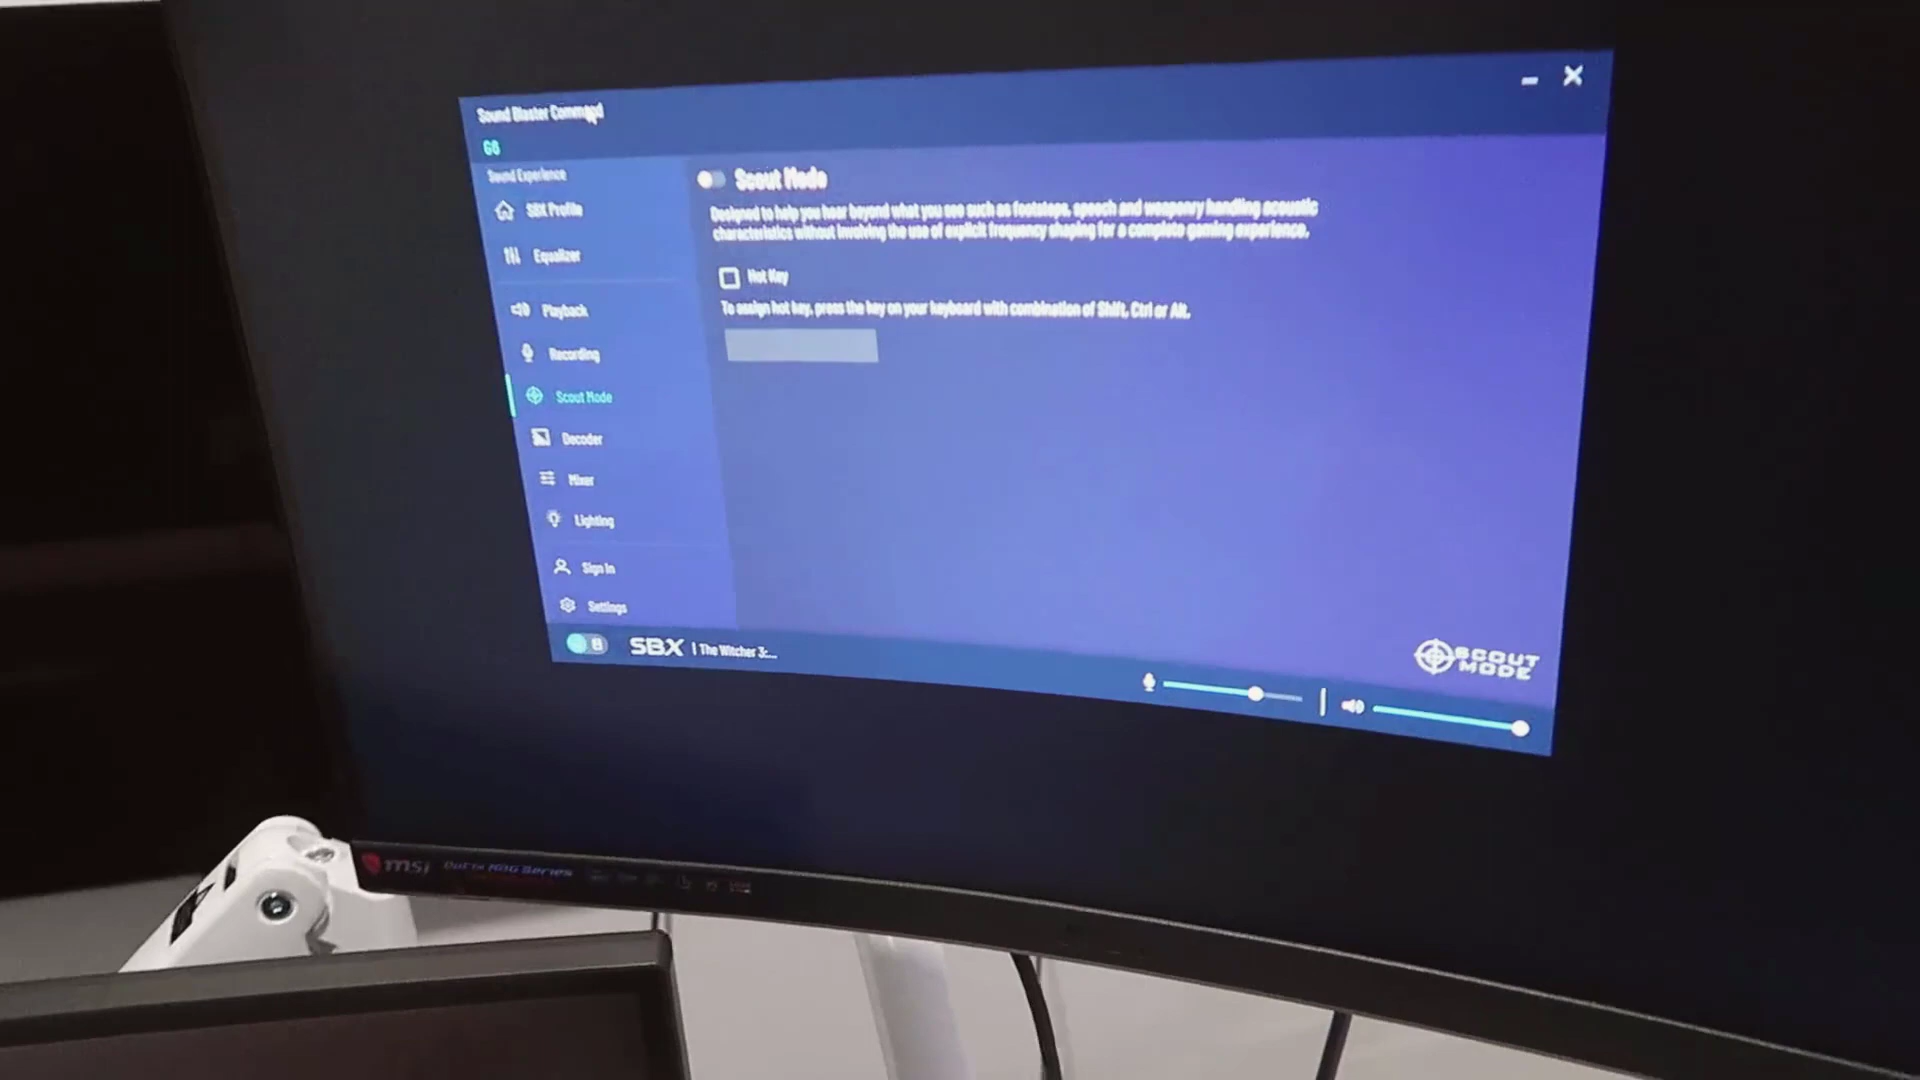 Sound Blaster Command
G6
Sound Experience
SBX Profile
Equalizer
Playback
Recording
Scout Mode
Decoder
Mixer
Lighting
Sign In
Settings
Scout Mode
Designed to help you hear beyond what you see such as footsteps, speech and weaponry handling acoustic
characteristics without involving the use of explicit frequency shaping for a complete gaming experience.
Hot Key
To assign hot key, press the key on your keyboard with combination of Shift, Ctrl or Alt.
SBX | The Witcher 3:...
SCOUT
MODE
msi Optix MAG Series